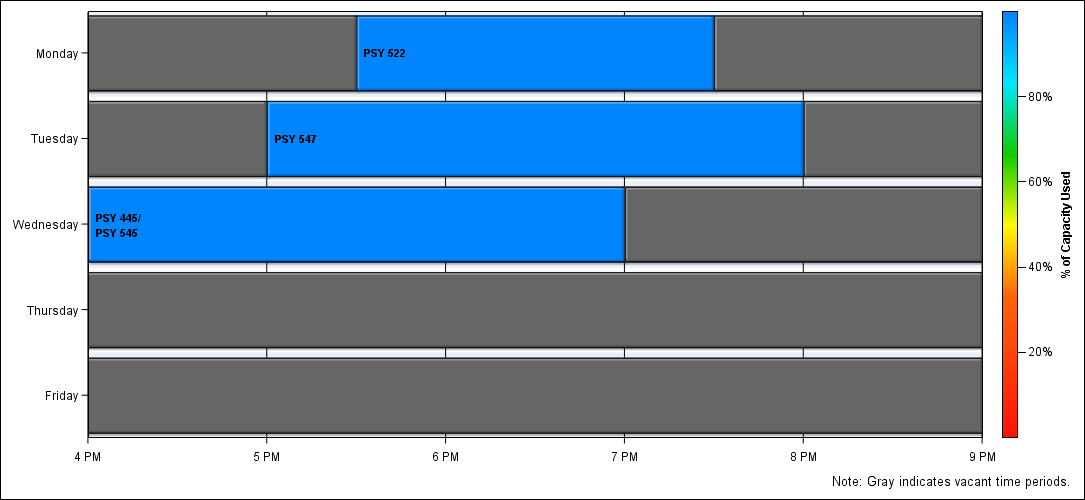 Monday
PSY 522
Tuesday
PSY 547
Wednesday
PSY 445/
PSY 545
Thursday
Friday
4 PM 5 PM 6 PM 7 PM 8 PM 9 PM
80%
60%
40%
20%
% of Capacity Used
Note: Gray indicates vacant time periods.